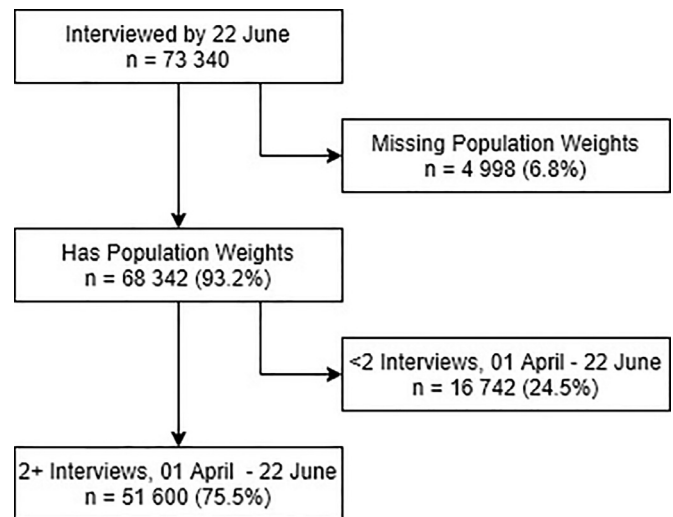 Interviewed by 22 June
n = 73 340
Missing Population Weights
n = 4 998 (6.8%)
Has Population Weights
n = 68 342 (93.2%)
<2 Interviews, 01 April - 22 June
n = 16 742 (24.5%)
2+ Interviews, 01 April - 22 June
n = 51 600 (75.5%)